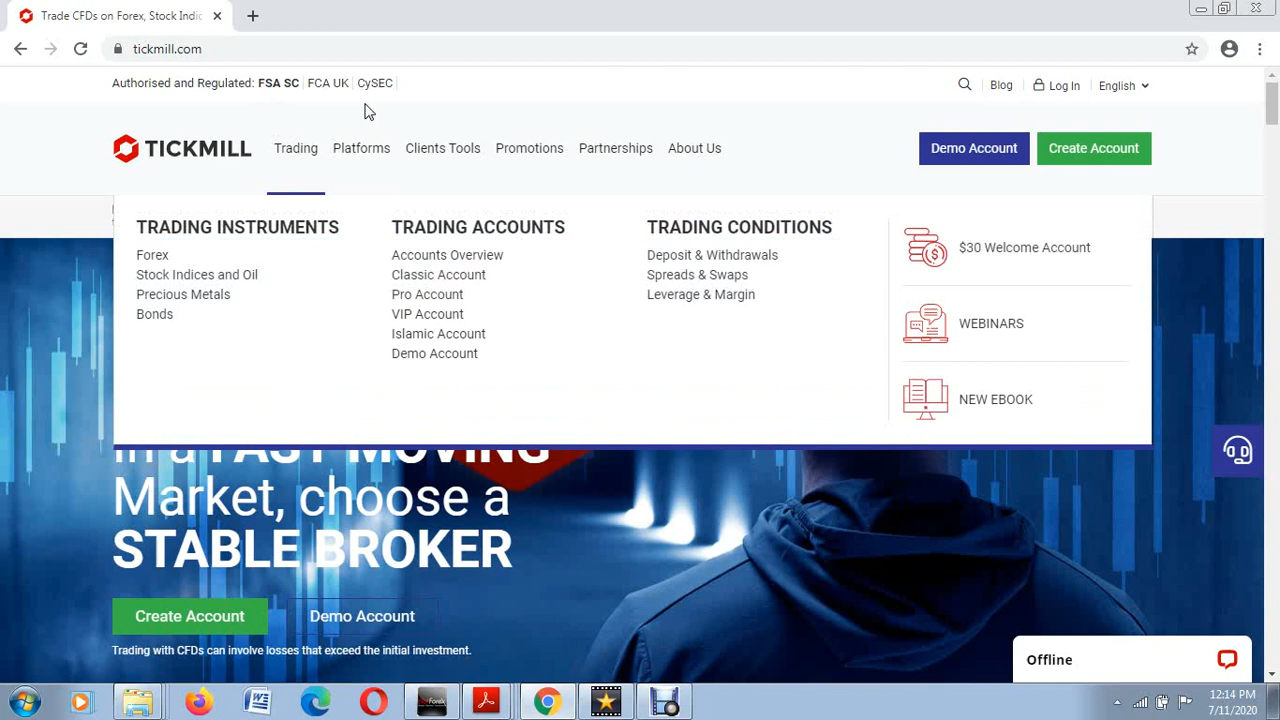 Trade CFDs on Forex, Stock Indic
tickmill.com
Authorised and Regulated: FSA SC FCA UK CySEC
Blog
Log In
English
TICKMILL
Trading
Platforms
Clients Tools
Promotions
Partnerships
About Us
Demo Account
Create Account
TRADING INSTRUMENTS
Forex
Stock Indices and Oil
Precious Metals
Bonds
TRADING ACCOUNTS
Accounts Overview
Classic Account
Pro Account
VIP Account
Islamic Account
Demo Account
TRADING CONDITIONS
Deposit & Withdrawals
Spreads & Swaps
Leverage & Margin
$30 Welcome Account
WEBINARS
NEW EBOOK
In a FAST MOVING
Market, choose a
STABLE BROKER
Create Account
Demo Account
Trading with CFDs can involve losses that exceed the initial investment.
Offline
12:14 PM
7/11/2020